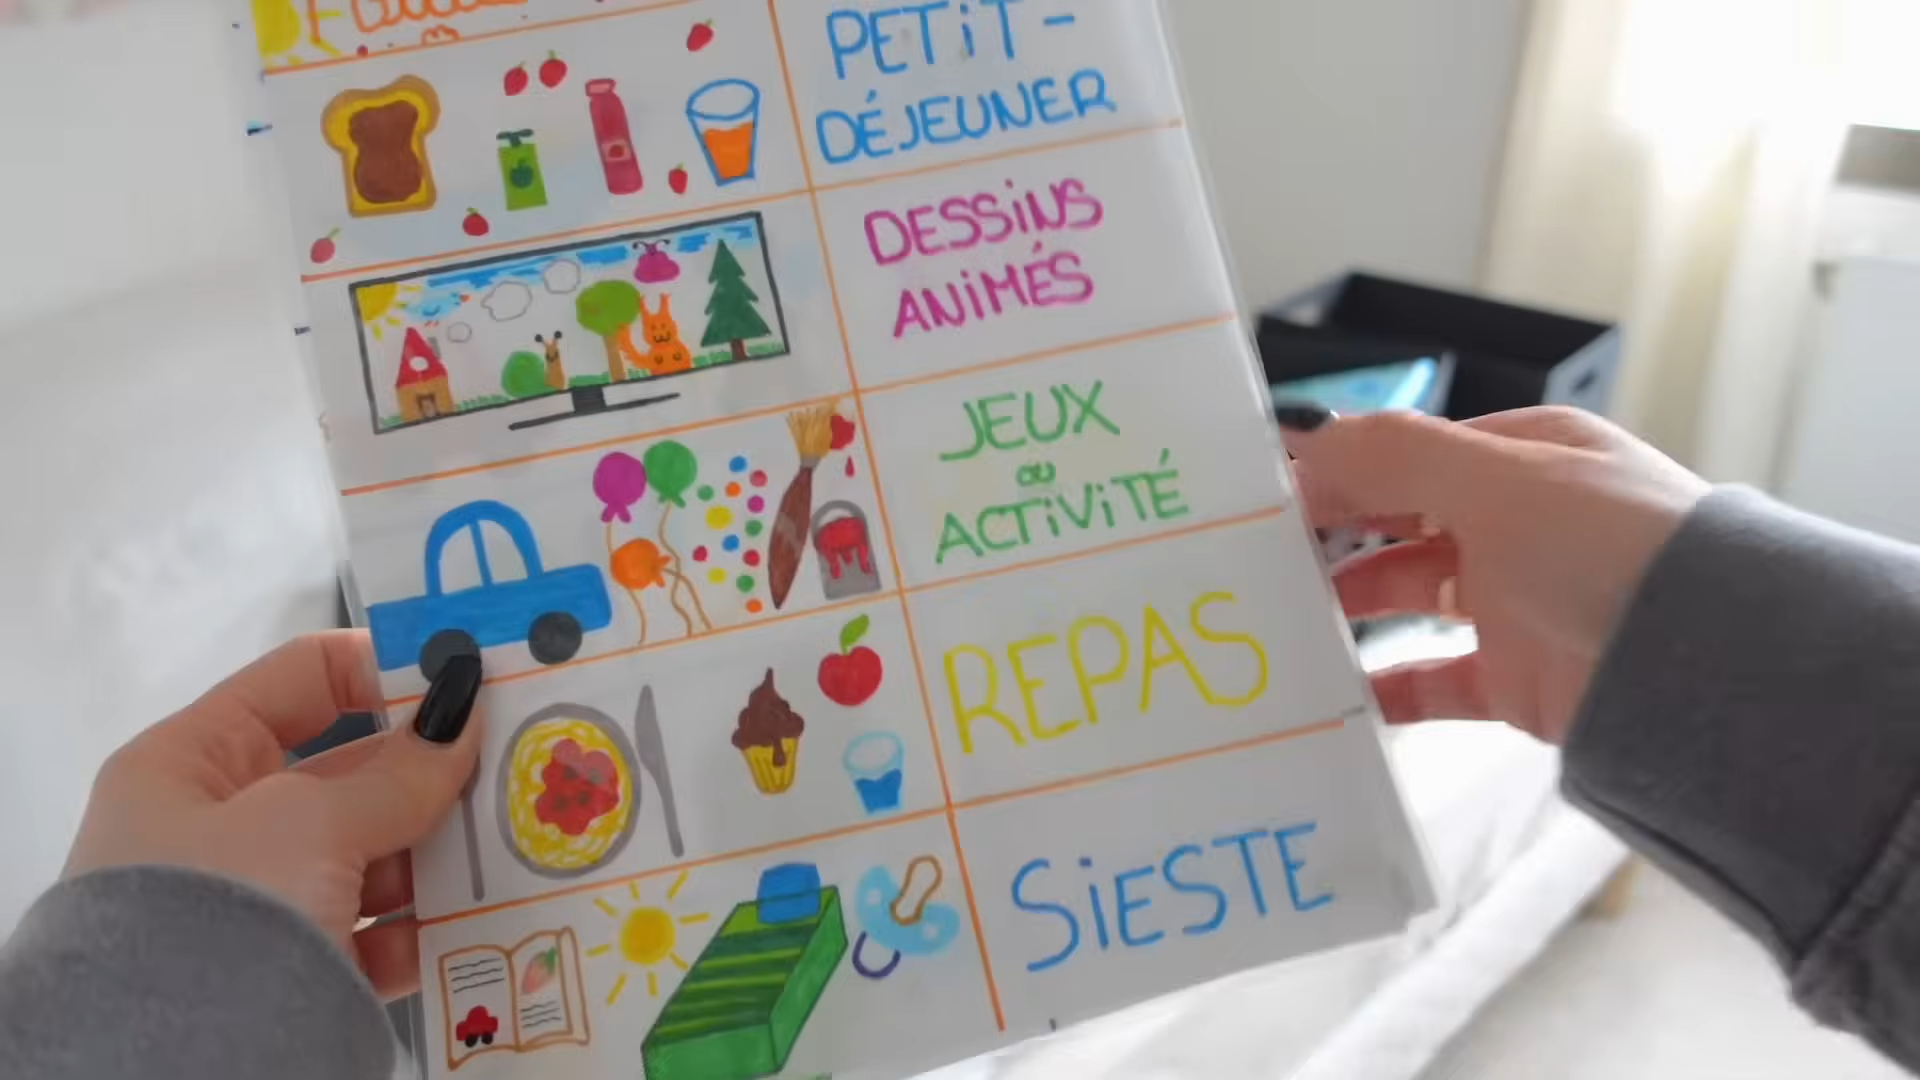 PETiT-
DÉJEUNER
DESSiNS
ANiMÉS
JEUX
ou
ACTiViTÉ
REPAS
SiESTE